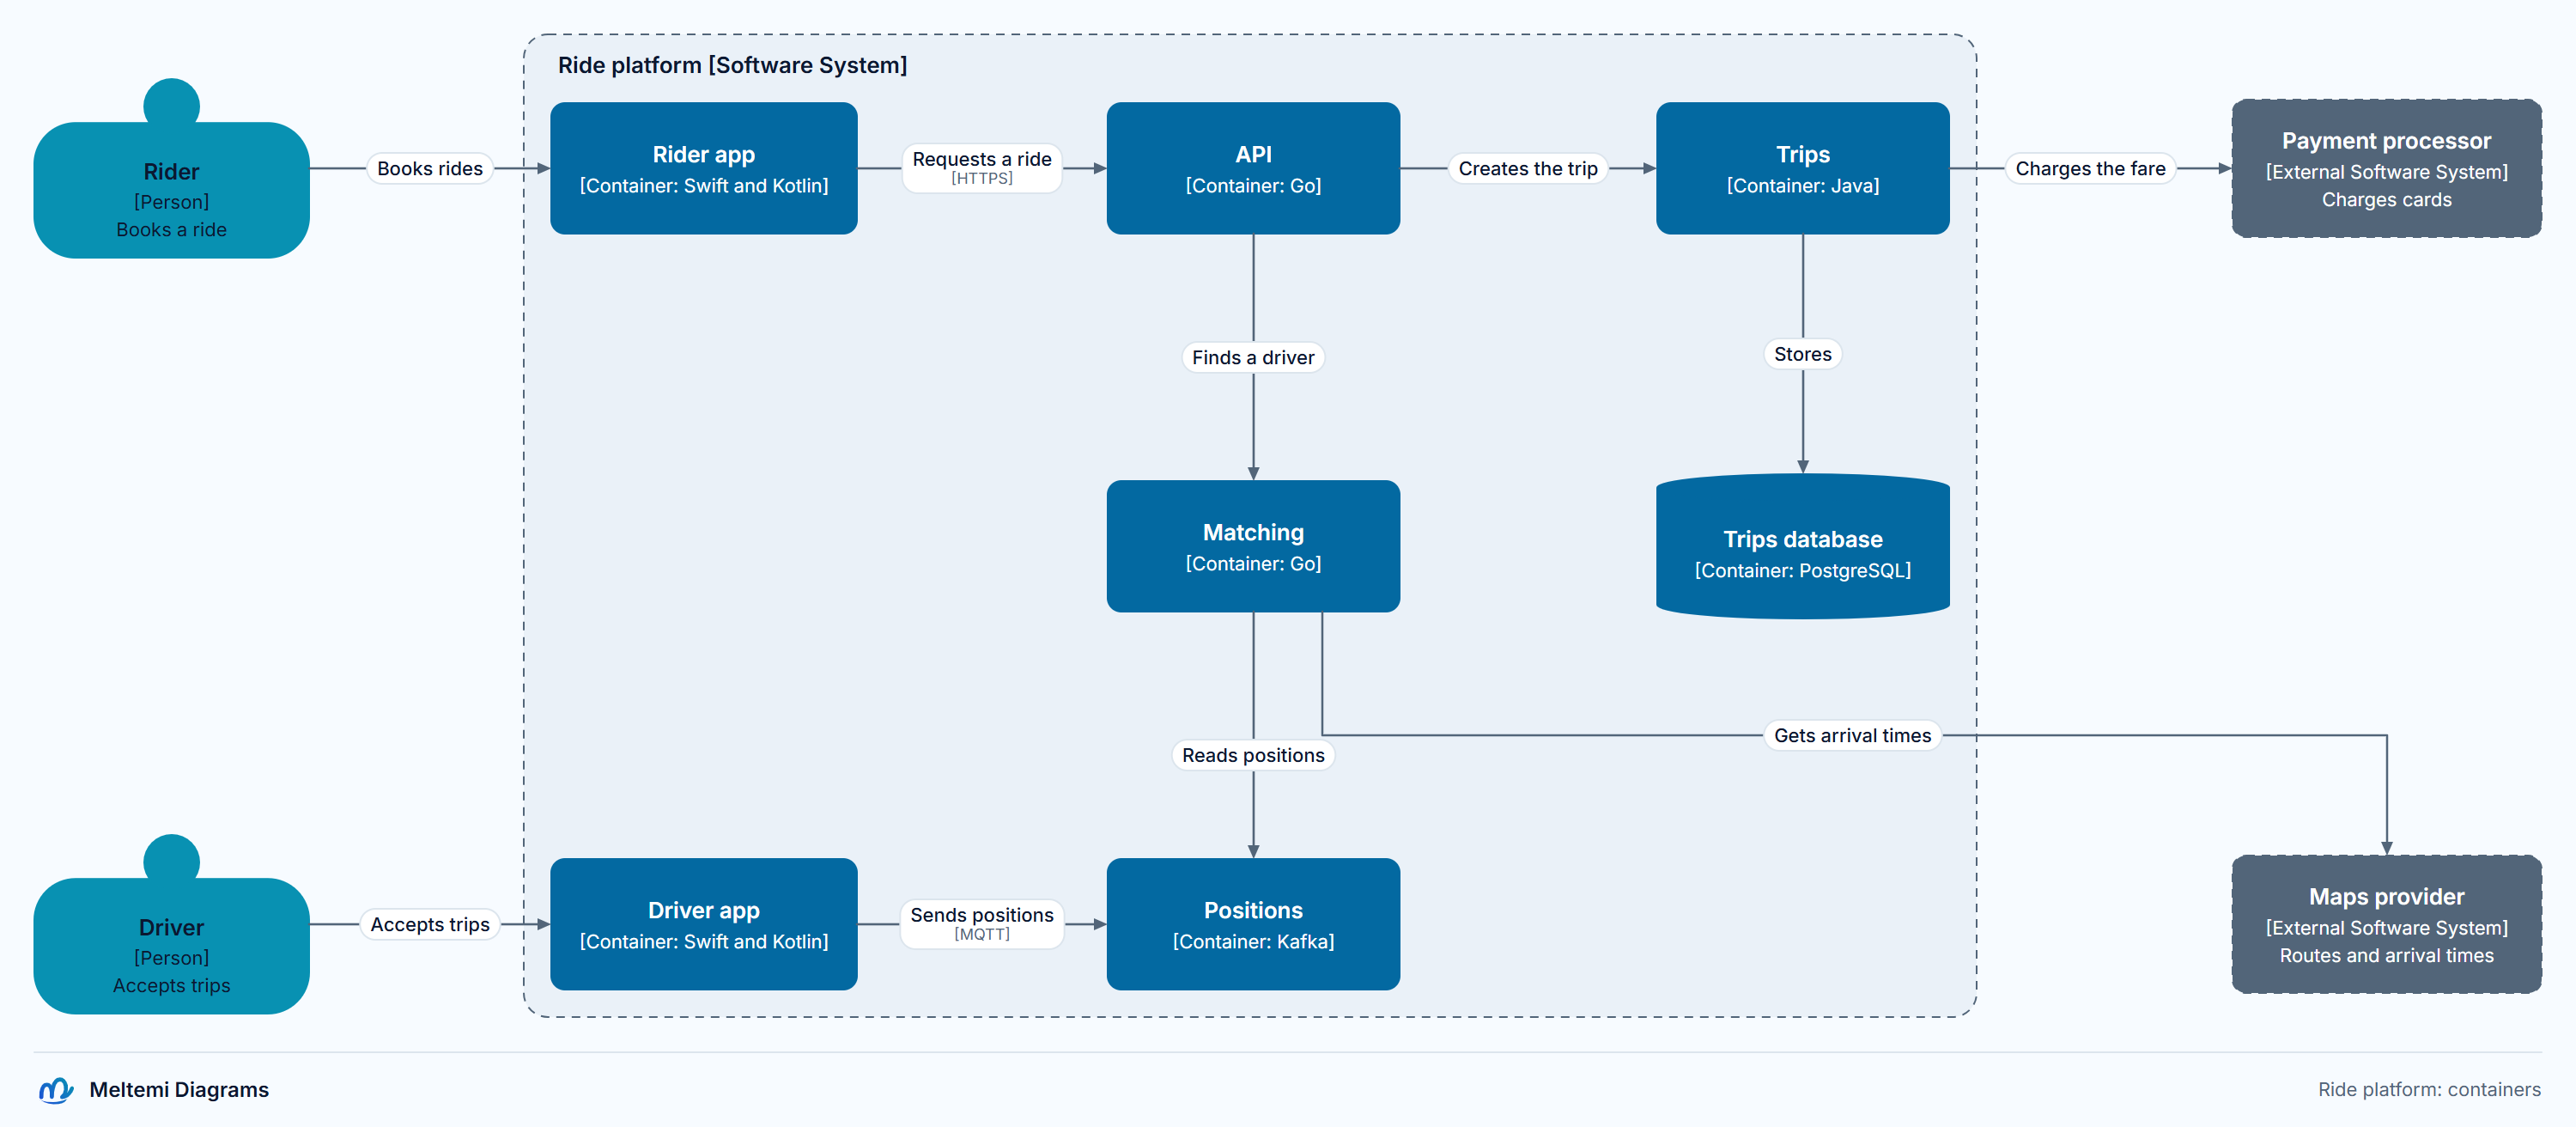 Ride platform [Software System]
Rider
[Person]
Books a ride
Books rides
Rider app
[Container: Swift and Kotlin]
Requests a ride
[HTTPS]
API
[Container: Go]
Creates the trip
Trips
[Container: Java]
Charges the fare
Payment processor
[External Software System]
Charges cards
Finds a driver
Stores
Matching
[Container: Go]
Trips database
[Container: PostgreSQL]
Reads positions
Gets arrival times
Driver
[Person]
Accepts trips
Accepts trips
Driver app
[Container: Swift and Kotlin]
Sends positions
[MQTT]
Positions
[Container: Kafka]
Maps provider
[External Software System]
Routes and arrival times
Meltemi Diagrams
Ride platform: containers